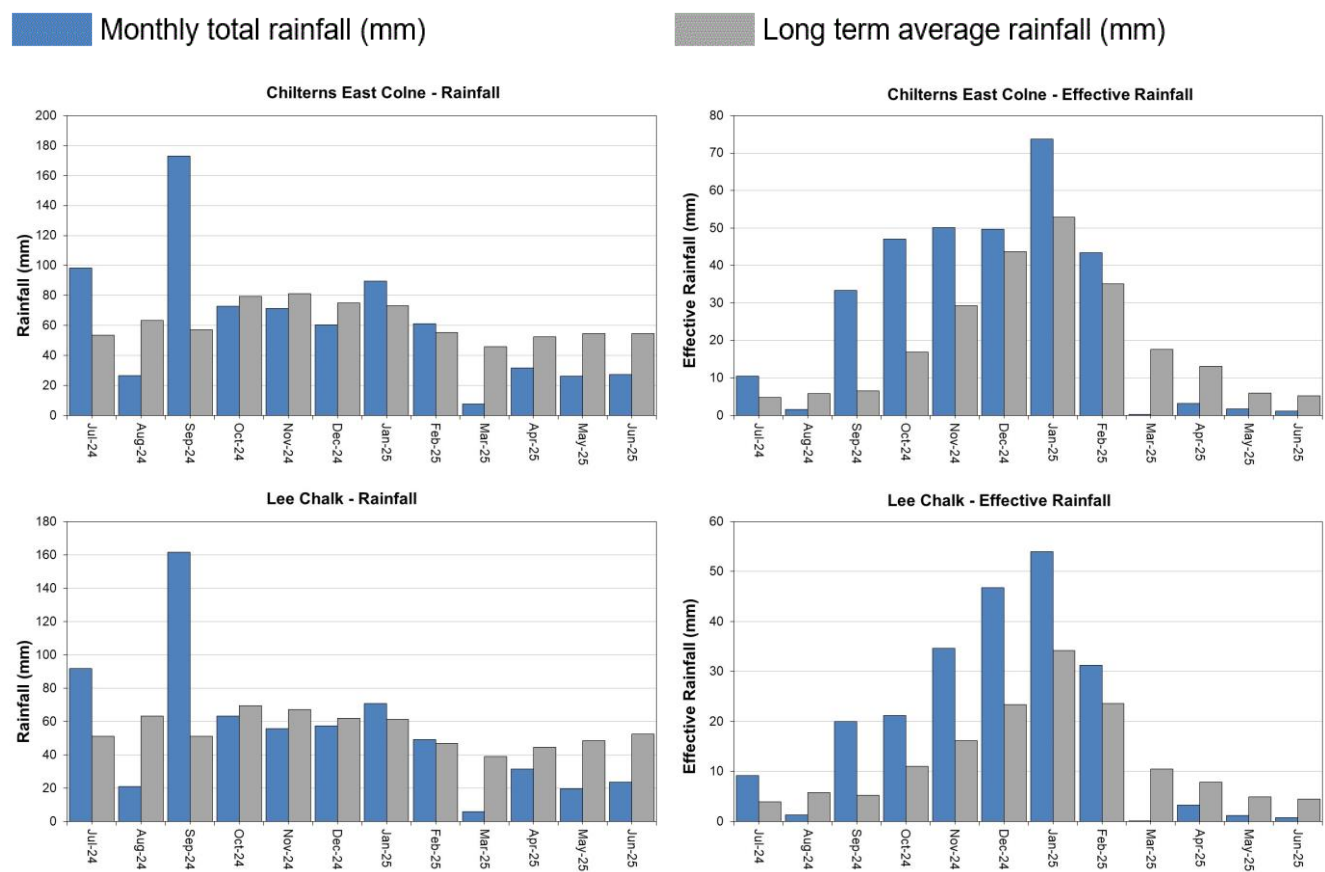 Monthly total rainfall (mm)
Long term average rainfall (mm)
Chilterns East Colne - Rainfall
Rainfall (mm)
200
180
160
140
120
100
80
60
40
20
0
Jul-24
Aug-24
Sep-24
Oct-24
Nov-24
Dec-24
Jan-25
Feb-25
Mar-25
Apr-25
May-25
Jun-25
Chilterns East Colne - Effective Rainfall
Effective Rainfall (mm)
80
70
60
50
40
30
20
10
0
Jul-24
Aug-24
Sep-24
Oct-24
Nov-24
Dec-24
Jan-25
Feb-25
Mar-25
Apr-25
May-25
Jun-25
Lee Chalk - Rainfall
Rainfall (mm)
180
160
140
120
100
80
60
40
20
0
Jul-24
Aug-24
Sep-24
Oct-24
Nov-24
Dec-24
Jan-25
Feb-25
Mar-25
Apr-25
May-25
Jun-25
Lee Chalk - Effective Rainfall
Effective Rainfall (mm)
60
50
40
30
20
10
0
Jul-24
Aug-24
Sep-24
Oct-24
Nov-24
Dec-24
Jan-25
Feb-25
Mar-25
Apr-25
May-25
Jun-25